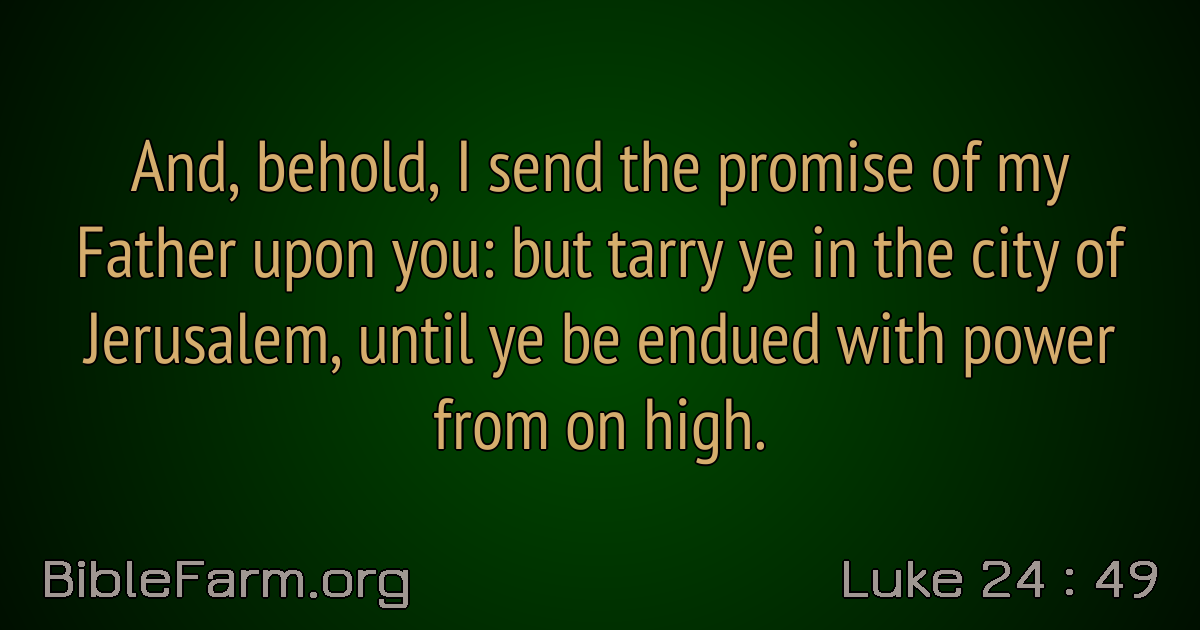 And, behold, I send the promise of my
Father upon you: but tarry ye in the city of
Jerusalem, until ye be endued with power
from on high.
BibleFarm.org
Luke 24 : 49